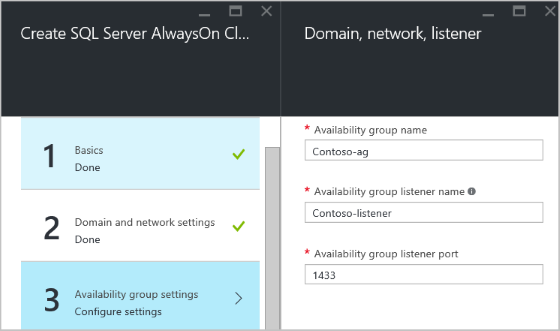 Create SQL Server AlwaysOn Cl...
1
Basics
Done
2
Domain and network settings
Done
3
Availability group settings
Configure settings
Domain, network, listener
* Availability group name
Contoso-ag
* Availability group listener name
Contoso-listener
* Availability group listener port
1433